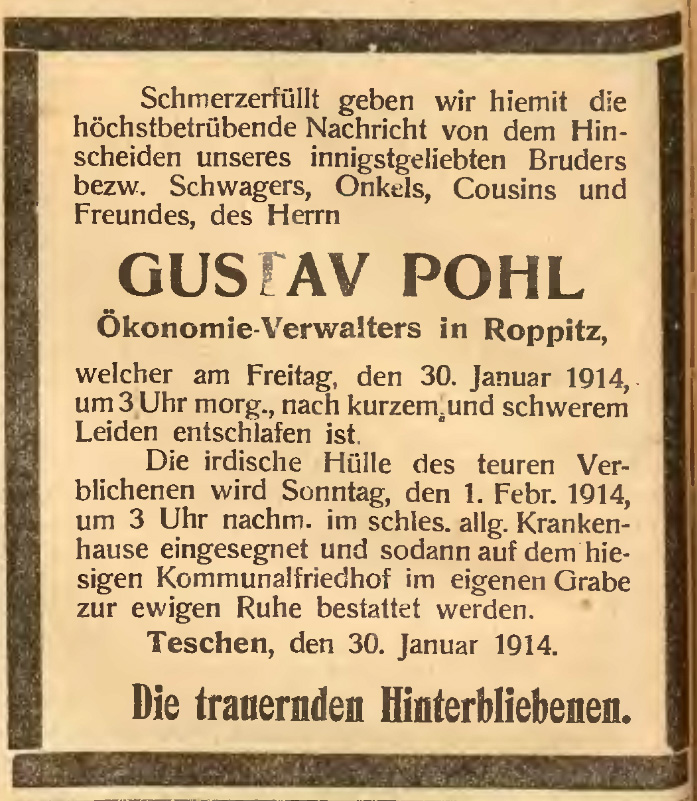 Schmerzerfüllt geben wir hiemit die
höchstbetrübende Nachricht von dem Hin-
scheiden unseres innigstgeliebten Bruders
bezw. Schwagers, Onkels, Cousins und
Freundes, des Herrn
GUSTAV POHL
Ökonomie-Verwalters in Roppitz,
welcher am Freitag, den 30. Januar 1914,
um 3 Uhr morg., nach kurzem und schwerem
Leiden entschlafen ist.
Die irdische Hülle des teuren Ver-
blichenen wird Sonntag, den 1. Febr. 1914,
um 3 Uhr nachm. im schles. allg. Kranken-
hause eingesegnet und sodann auf dem hie-
sigen Kommunalfriedhof im eigenen Grabe
zur ewigen Ruhe bestattet werden.
Teschen, den 30. Januar 1914.
Die trauernden Hinterbliebenen.